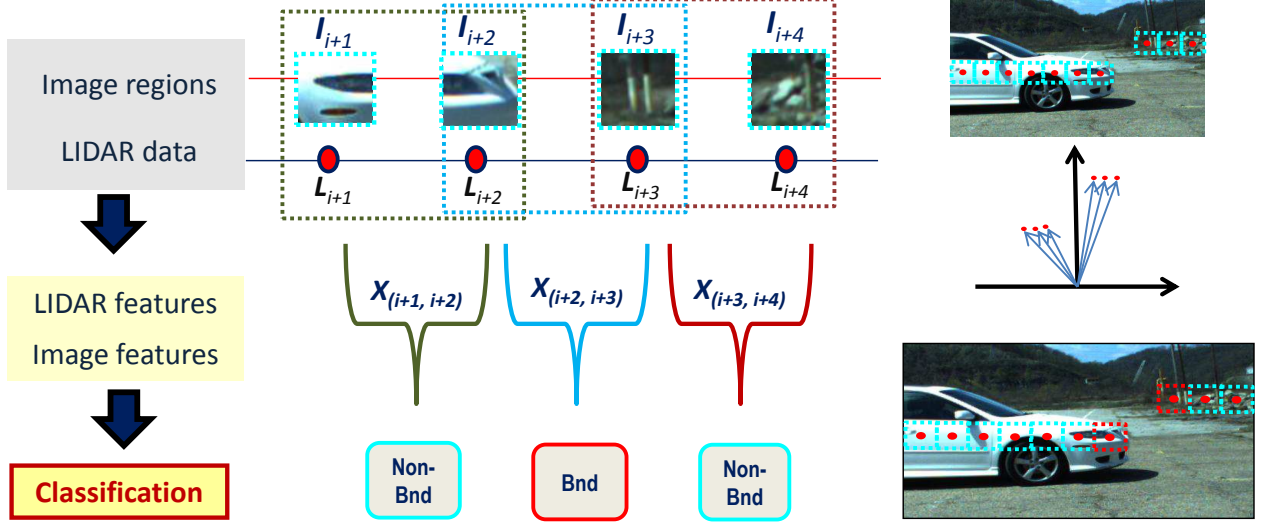 Image regions
LIDAR data
I_{i+1}
I_{i+2}
I_{i+3}
I_{i+4}
L_{i+1}
L_{i+2}
L_{i+3}
L_{i+4}
LIDAR features
Image features
X_{(i+1, i+2)}
X_{(i+2, i+3)}
X_{(i+3, i+4)}
Classification
Non-
Bnd
Bnd
Non-
Bnd